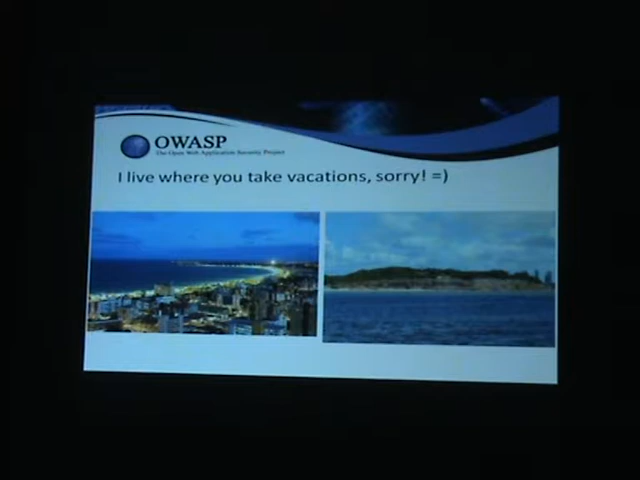 OWASP
The Open Web Application Security Project
I live where you take vacations, sorry! =)